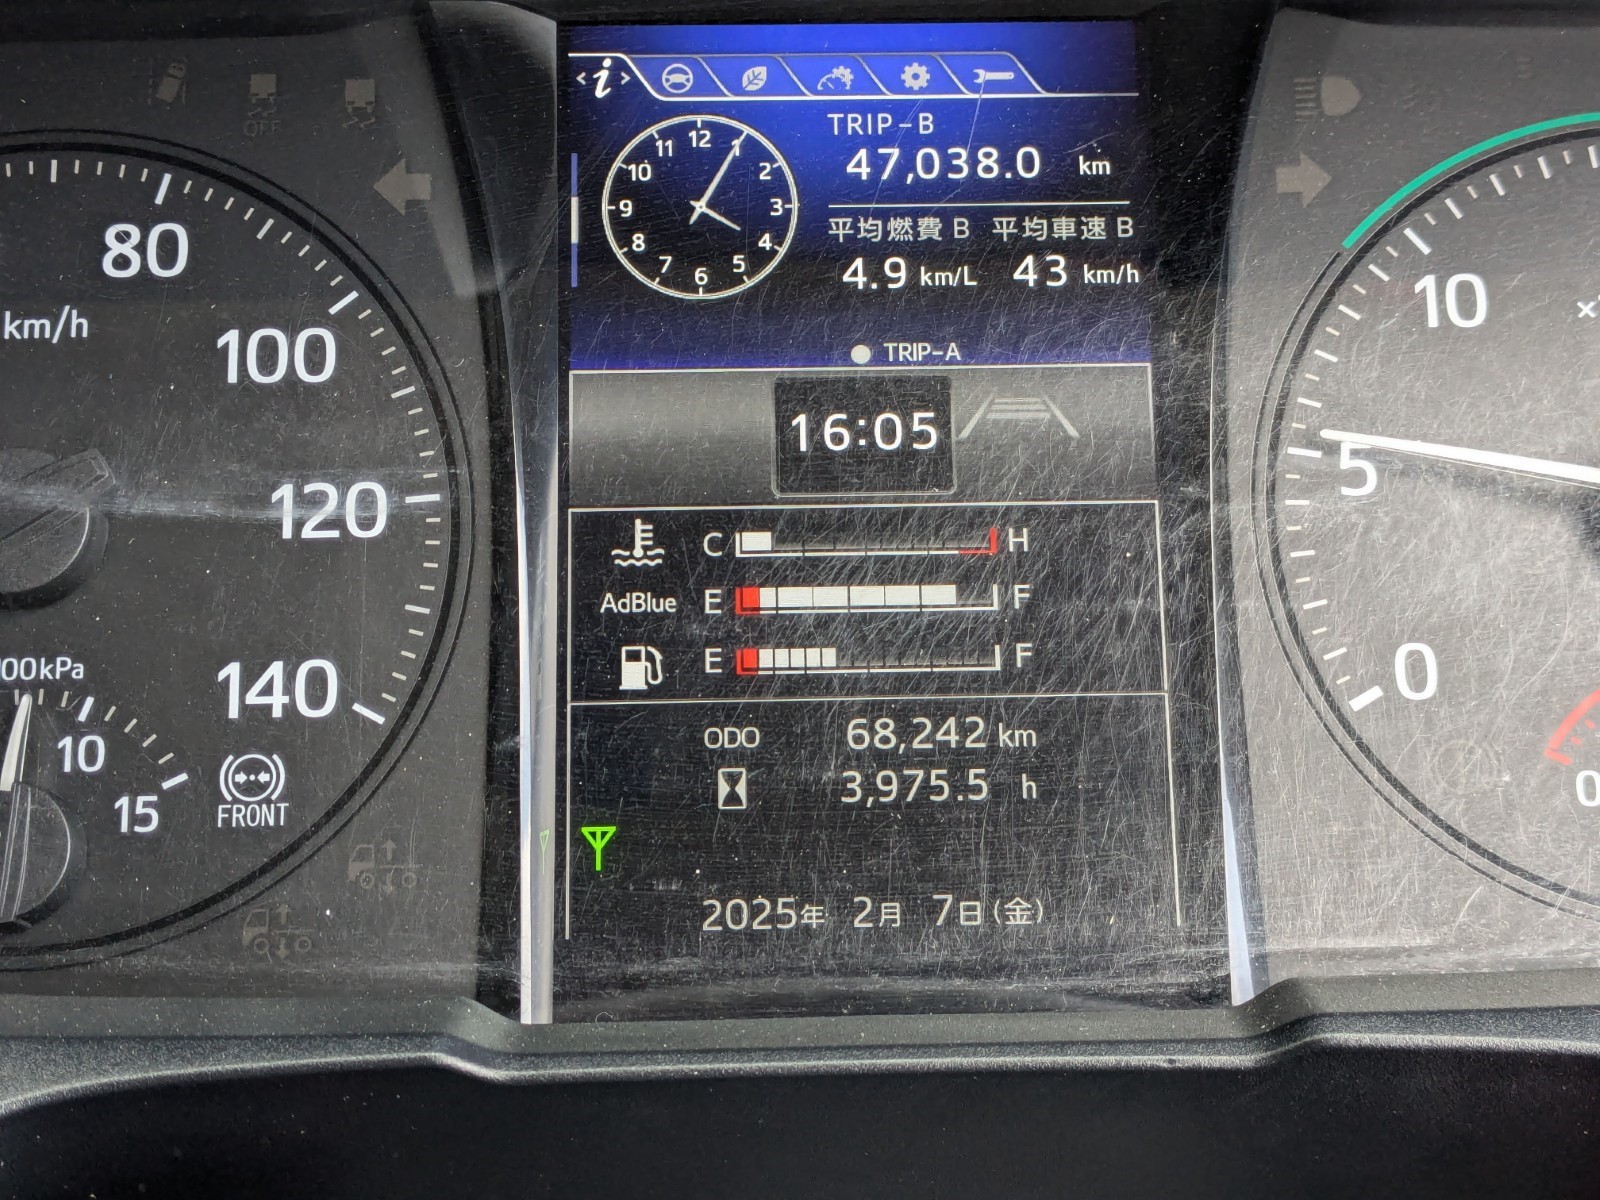 OFF
80
km/h
100
120
140
00kPa
10
15
FRONT
TRIP-B
47,038.0 km
平均燃費 B 平均車速 B
4.9 km/L 43 km/h
12
1
2
3
4
5
6
7
8
9
10
11
TRIP-A
16:05
C H
AdBlue E F
E F
ODO 68,242 km
3,975.5 h
2025年 2月 7日(金)
10
5
0
0